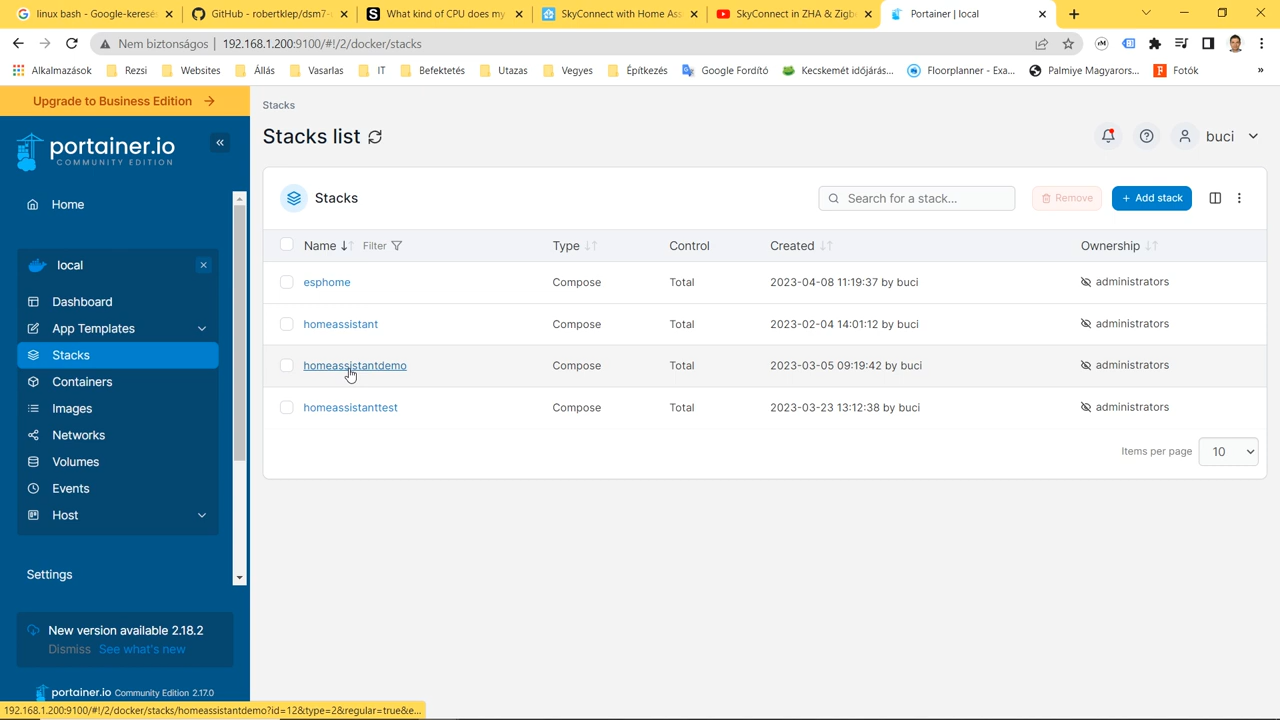 linux bash - Google-keresé
GitHub - robertklep/dsm7-
What kind of CPU does my
SkyConnect with Home Ass
SkyConnect in ZHA & Zigb
Portainer | local
Nem biztonságos | 192.168.1.200:9100/#!/2/docker/stacks
Alkalmazások Rezsi Websites Állás Vasarlas IT Befektetés Utazas Vegyes Építkezés Google Fordító Kecskemét időjárás... Floorplanner - Exa... Palmiye Magyarors... Fotók »
Upgrade to Business Edition →
portainer.io
COMMUNITY EDITION
Home
local
Dashboard
App Templates
Stacks
Containers
Images
Networks
Volumes
Events
Host
Settings
New version available 2.18.2
Dismiss See what's new
portainer.io Community Edition 2.17.0
Stacks
Stacks list
buci
Stacks
Search for a stack...
Remove
+ Add stack
Name Filter Type Control Created Ownership
esphome Compose Total 2023-04-08 11:19:37 by buci administrators
homeassistant Compose Total 2023-02-04 14:01:12 by buci administrators
homeassistantdemo Compose Total 2023-03-05 09:19:42 by buci administrators
homeassistanttest Compose Total 2023-03-23 13:12:38 by buci administrators
Items per page 10
192.168.1.200:9100/#!/2/docker/stacks/homeassistantdemo?id=12&type=2&regular=true&e...